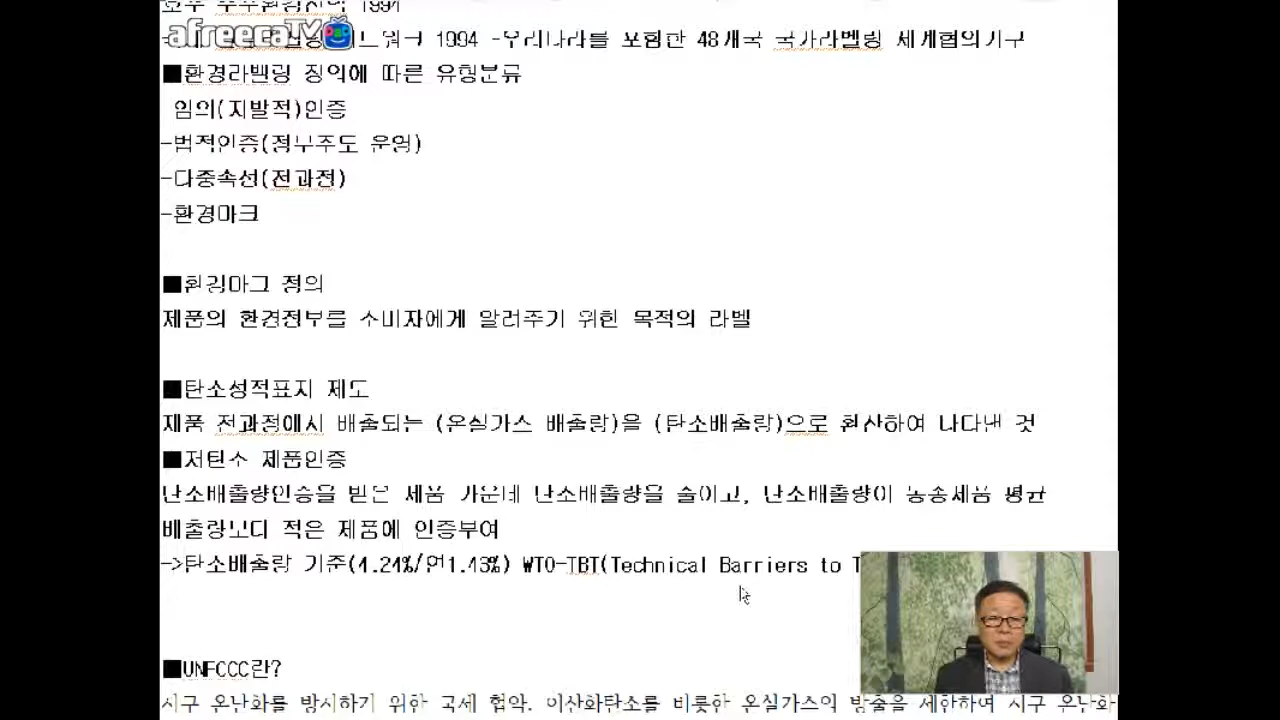 호주 우수환경산업 1994
afreecaTV
네트워크 1994 -우리나라를 포함한 48개국 국가라벨링 세계협의기구
■환경라벨링 징역에 따른 유형분류
임의(자발적)인증
-법적인증(정부주도 운영)
-다중속성(전과정)
-환경마크
■환경마크 정의
제품의 환경정보를 소비자에게 알려주기 위한 목적의 라벨
■탄소성적표지 제도
제품 전과정에서 배출되는 (온실가스 배출량)을 (탄소배출량)으로 환산하여 나타낸 것
■저탄소 제품인증
탄소배출량인증을 받은 제품 가운데 탄소배출량을 줄이고, 탄소배출량이 동종제품 평균
배출량보다 적은 제품에 인증부여
->탄소배출량 기준(4.24%/연1.43%) WTO-TBT(Technical Barriers to T
■UNFCCC란?
지구 온난화를 방지하기 위한 국제 협약. 이산화탄소를 비롯한 온실가스의 방출을 제한하여 지구 온난화